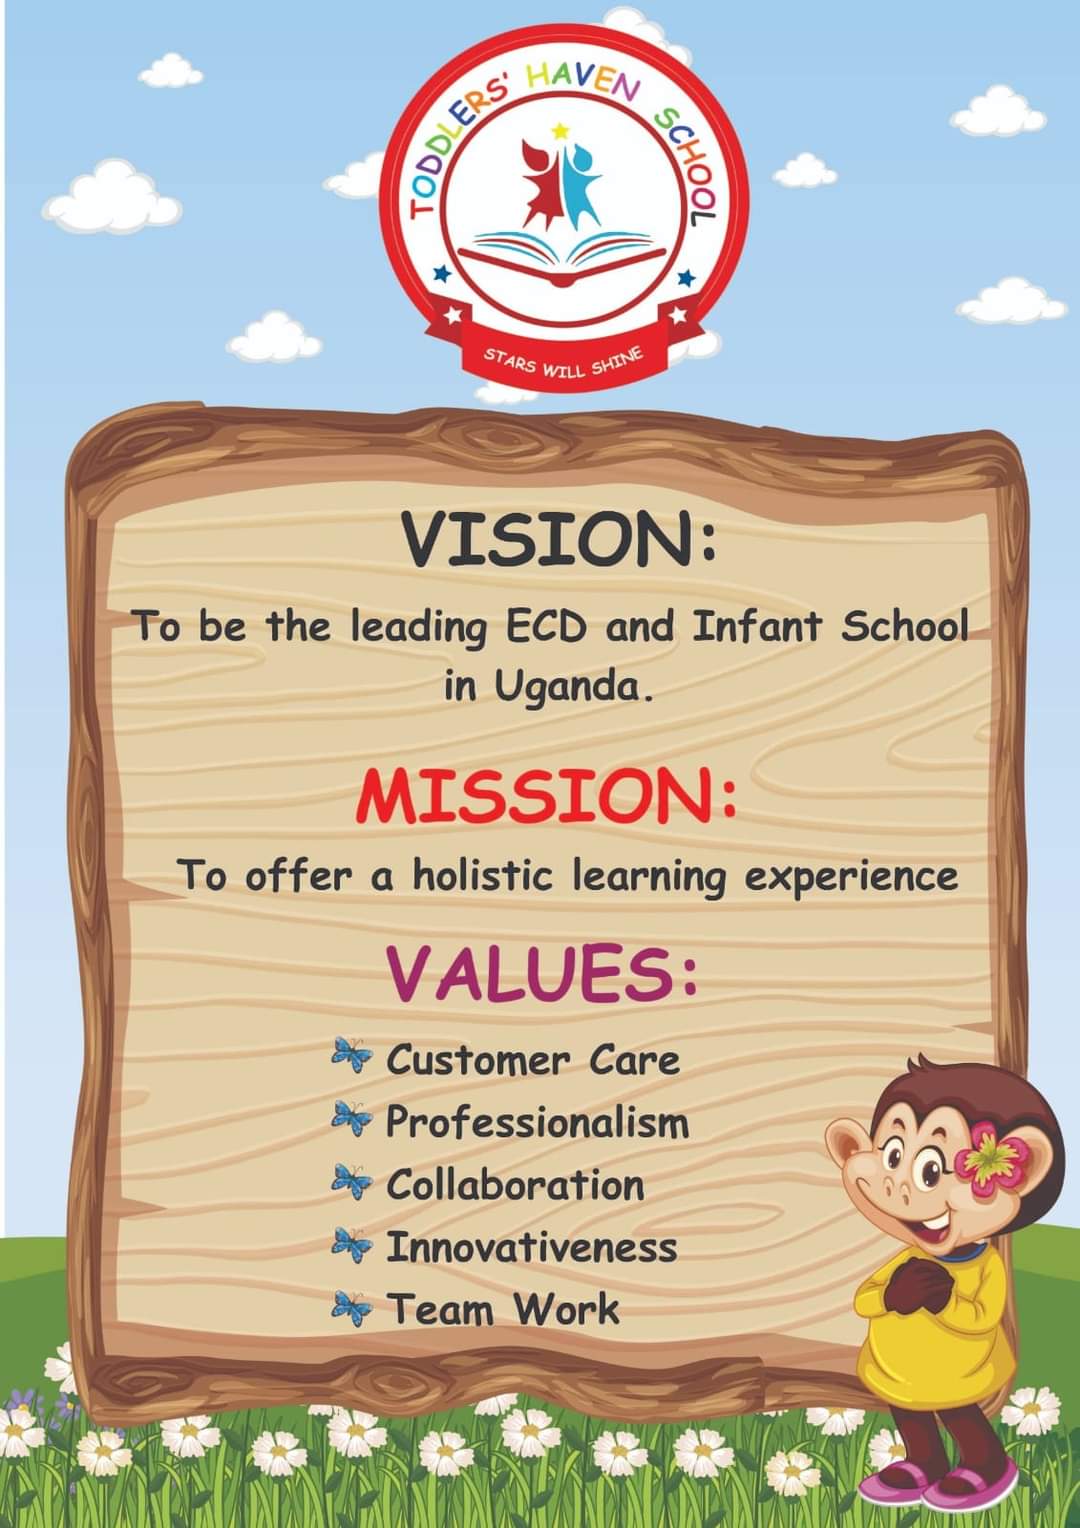 TODDLERS' HAVEN SCHOOL
STARS WILL SHINE
VISION:
To be the leading ECD and Infant School
in Uganda.
MISSION:
To offer a holistic learning experience
VALUES:
Customer Care
Professionalism
Collaboration
Innovativeness
Team Work